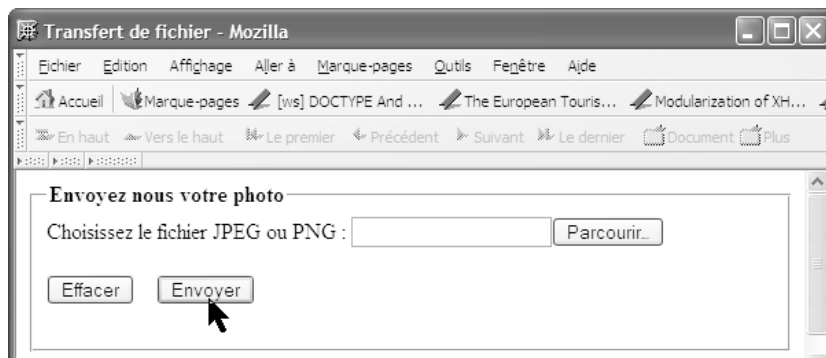 Transfert de fichier - Mozilla
Fichier Edition Affichage Aller à Marque-pages Outils Fenêtre Aide
Accueil Marque-pages [ws] DOCTYPE And ... The European Touris... Modularization of XH...
En haut Vers le haut Le premier Précédent Suivant Le dernier Document Plus
Envoyez nous votre photo
Choisissez le fichier JPEG ou PNG : Parcourir...
Effacer Envoyer